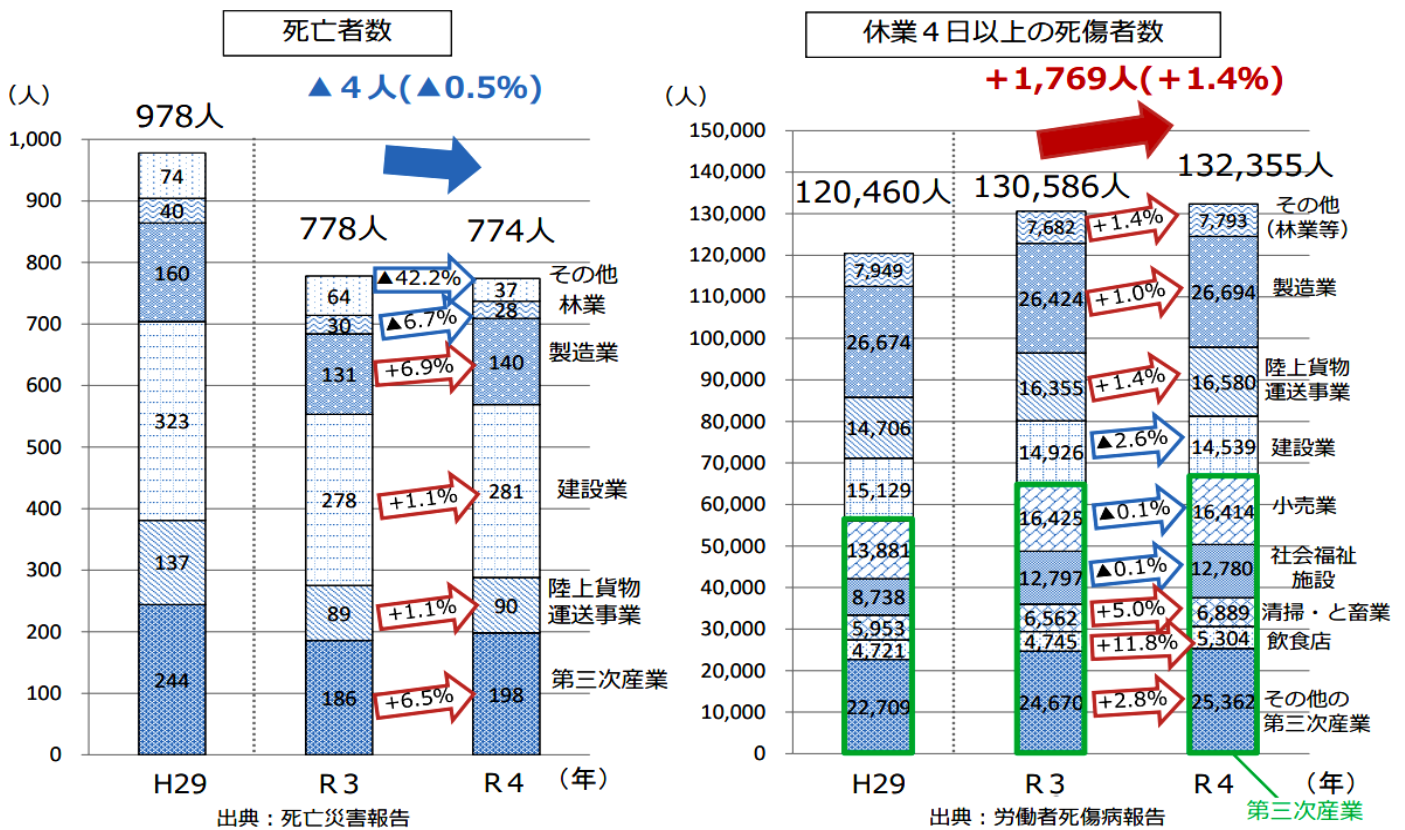 死亡者数
▲４人(▲0.5%)
（人）
978人
778人
774人
1,000
900
800
700
600
500
400
300
200
100
0
74
40
160
323
137
244
64
30
131
278
89
186
▲42.2%
▲6.7%
+6.9%
+1.1%
+1.1%
+6.5%
37
28
140
281
90
198
その他
林業
製造業
建設業
陸上貨物
運送事業
第三次産業
H29
R３
R４
（年）
出典：死亡災害報告
休業４日以上の死傷者数
+1,769人(+1.4%)
（人）
120,460人
130,586人
132,355人
150,000
140,000
130,000
120,000
110,000
100,000
90,000
80,000
70,000
60,000
50,000
40,000
30,000
20,000
10,000
0
7,949
26,674
14,706
15,129
13,881
8,738
5,953
4,721
22,709
7,682
26,424
16,355
14,926
16,425
12,797
6,562
4,745
24,670
+1.4%
+1.0%
+1.4%
▲2.6%
▲0.1%
▲0.1%
+5.0%
+11.8%
+2.8%
7,793
26,694
16,580
14,539
16,414
12,780
6,889
5,304
25,362
その他
（林業等）
製造業
陸上貨物
運送事業
建設業
小売業
社会福祉
施設
清掃・と畜業
飲食店
その他の
第三次産業
H29
R３
R４
（年）
第三次産業
出典：労働者死傷病報告